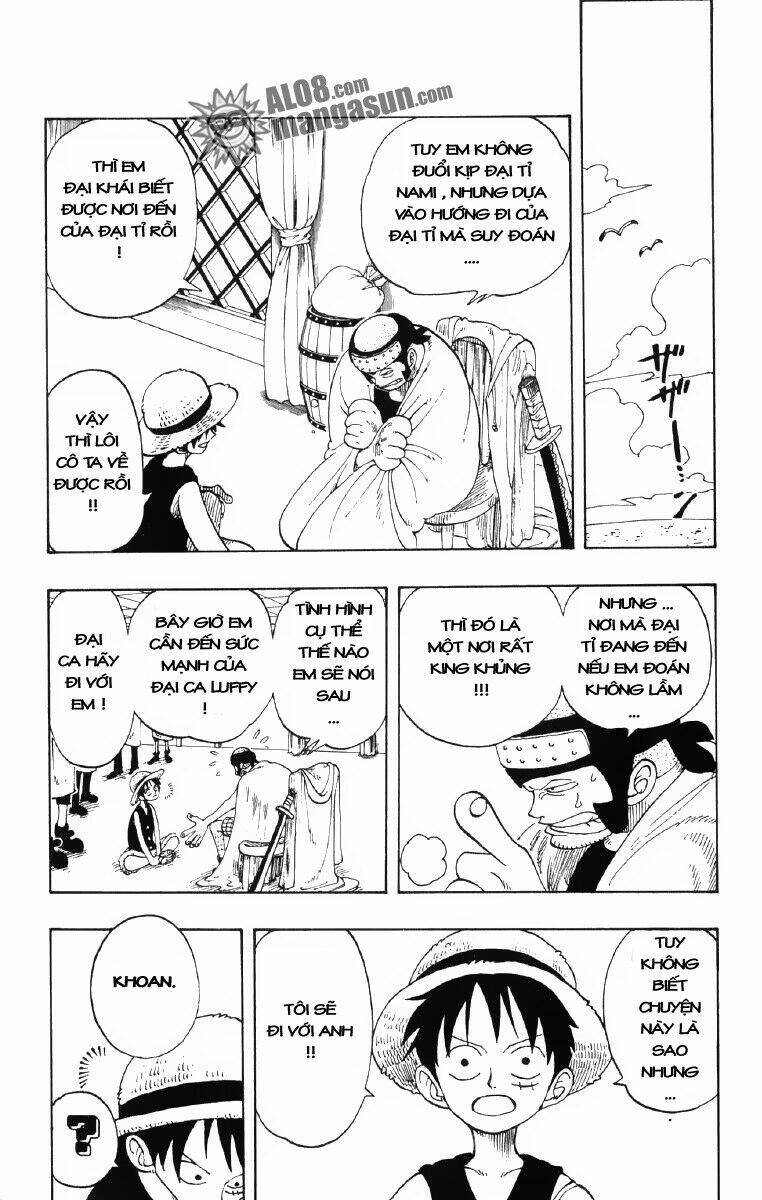 AL08.com
mangasun.com
ザザーン
TUY EM KHÔNG
ĐUỔI KỊP ĐẠI TỈ
NAMI , NHƯNG DỰA
VÀO HƯỚNG ĐI CỦA
ĐẠI TỈ MÀ SUY ĐOÁN
....
THÌ EM
ĐẠI KHÁI BIẾT
ĐƯỢC NƠI ĐẾN
CỦA ĐẠI TỈ RỒI
!
VẬY
THÌ LÔI
CÔ TA VỀ
ĐƯỢC RỒI
!!
NHƯNG ...
NƠI MÀ ĐẠI
TỈ ĐANG ĐẾN
NẾU EM ĐOÁN
KHÔNG LẦM
...
THÌ ĐÓ LÀ
MỘT NƠI RẤT
KING KHỦNG
!!!
TÌNH HÌNH
CỤ THỂ
THẾ NÀO
EM SẼ NÓI
SAU
...
BÂY GIỜ EM
CẦN ĐẾN SỨC
MẠNH CỦA
ĐẠI CA LUFFY
!
ĐẠI
CA HÃY
ĐI VỚI
EM !
TUY
KHÔNG
BIẾT
CHUYỆN
NÀY LÀ
SAO
NHƯNG
...
TÔI SẼ
ĐI VỚI ANH
!!
KHOAN.
?